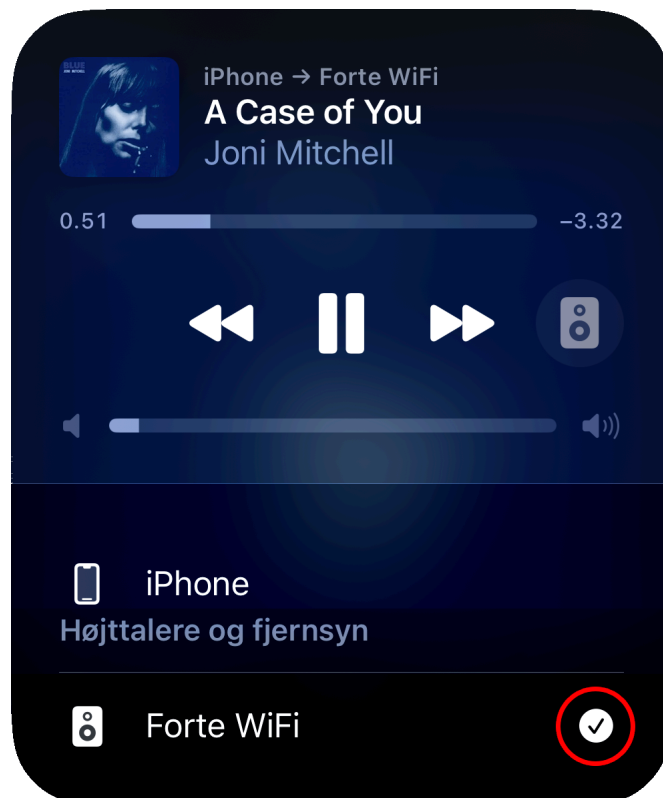 BLUE
JONI MITCHELL
iPhone → Forte WiFi
A Case of You
Joni Mitchell
0.51 –3.32
iPhone
Højttalere og fjernsyn
Forte WiFi